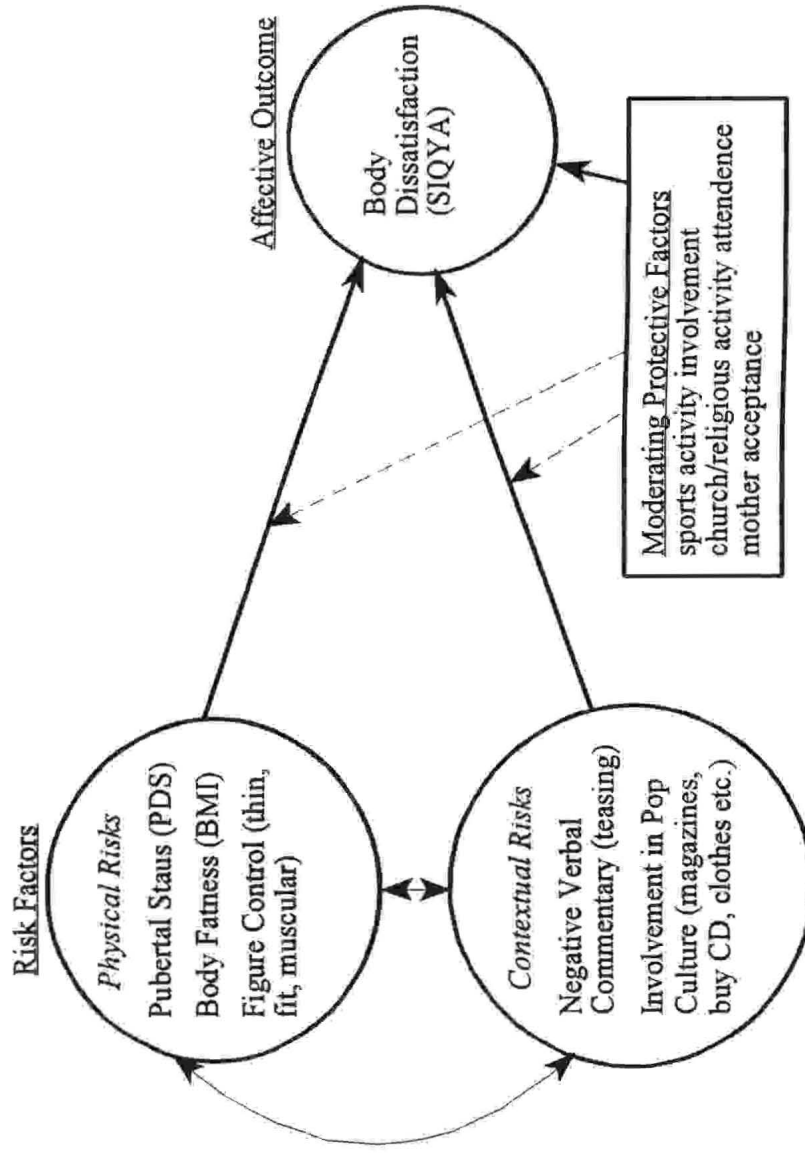 Risk Factors
Physical Risks
Pubertal Staus (PDS)
Body Fatness (BMI)
Figure Control (thin,
fit, muscular)
Contextual Risks
Negative Verbal
Commentary (teasing)
Involvement in Pop
Culture (magazines,
buy CD, clothes etc.)
Affective Outcome
Body
Dissatisfaction
(SIQYA)
Moderating Protective Factors
sports activity involvement
church/religious activity attendence
mother acceptance